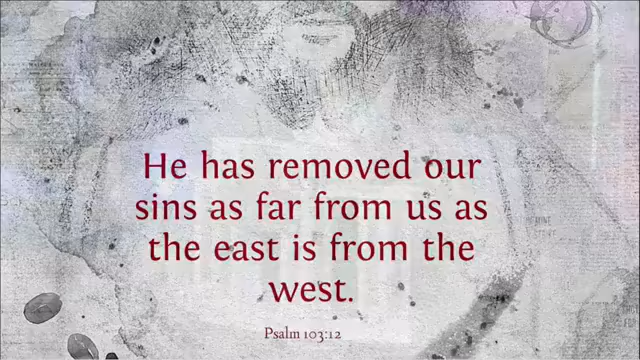 He has removed our
sins as far from us as
the east is from the
west.
Psalm 103:12